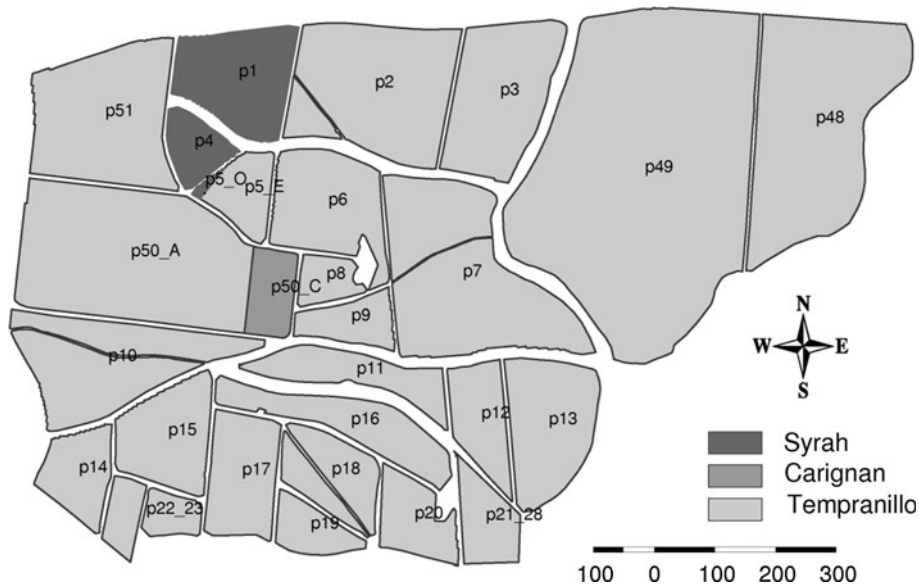 p1
p2
p3
p48
p51
p4
p49
p5_O
p5_E
p6
p50_A
p7
p8
p50_C
p9
N
W E
S
p10
p11
p12
p13
p16
p15
Syrah
p14
p17
p18
Carignan
p22_23
p19
p20
p21_28
Tempranillo
100 0 100 200 300